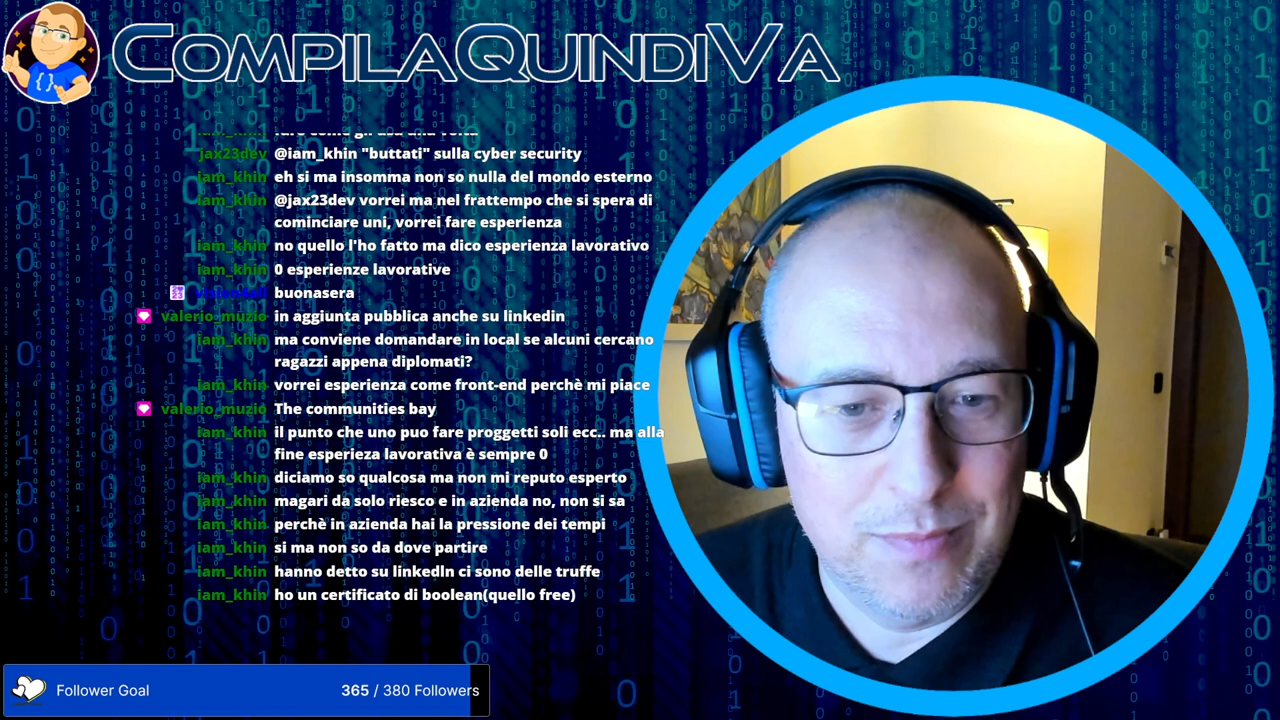 COMPILAQUINDIVA
jax23dev @iam_khin "buttati" sulla cyber security
iam_khin eh si ma insomma non so nulla del mondo esterno
iam_khin @jax23dev vorrei ma nel frattempo che si spera di
cominciare uni, vorrei fare esperienza
iam_khin no quello l'ho fatto ma dico esperienza lavorativo
iam_khin 0 esperienze lavorative
vision4all buonasera
valerio_muzio in aggiunta pubblica anche su linkedin
iam_khin ma conviene domandare in local se alcuni cercano
ragazzi appena diplomati?
iam_khin vorrei esperienza come front-end perchè mi piace
valerio_muzio The communities bay
iam_khin il punto che uno puo fare proggetti soli ecc.. ma alla
fine esperieza lavorativa è sempre 0
iam_khin diciamo so qualcosa ma non mi reputo esperto
iam_khin magari da solo riesco e in azienda no, non si sa
iam_khin perchè in azienda hai la pressione dei tempi
iam_khin si ma non so da dove partire
iam_khin hanno detto su linkedln ci sono delle truffe
iam_khin ho un certificato di boolean(quello free)
Follower Goal 365 / 380 Followers